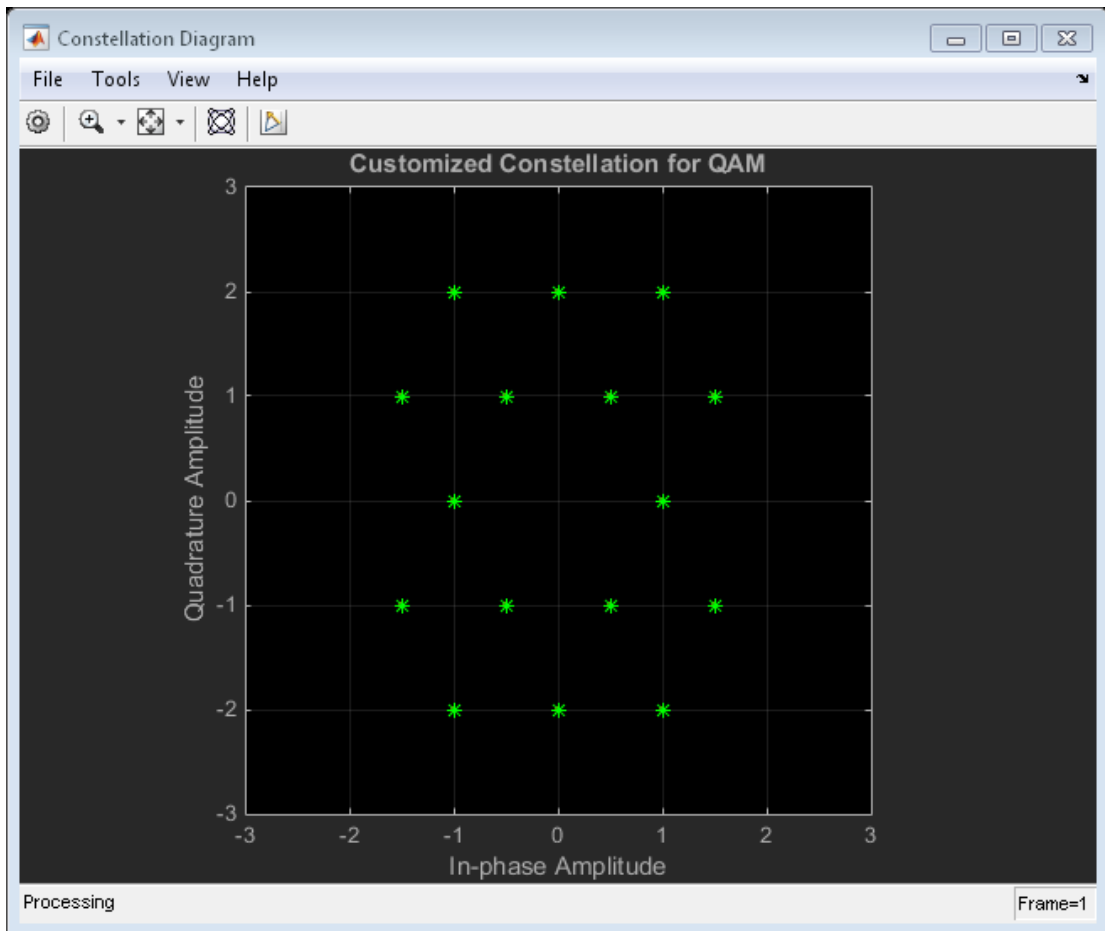 Constellation Diagram
File Tools View Help
Customized Constellation for QAM
3
2
1
0
-1
-2
-3
Quadrature Amplitude
-3 -2 -1 0 1 2 3
In-phase Amplitude
Processing Frame=1